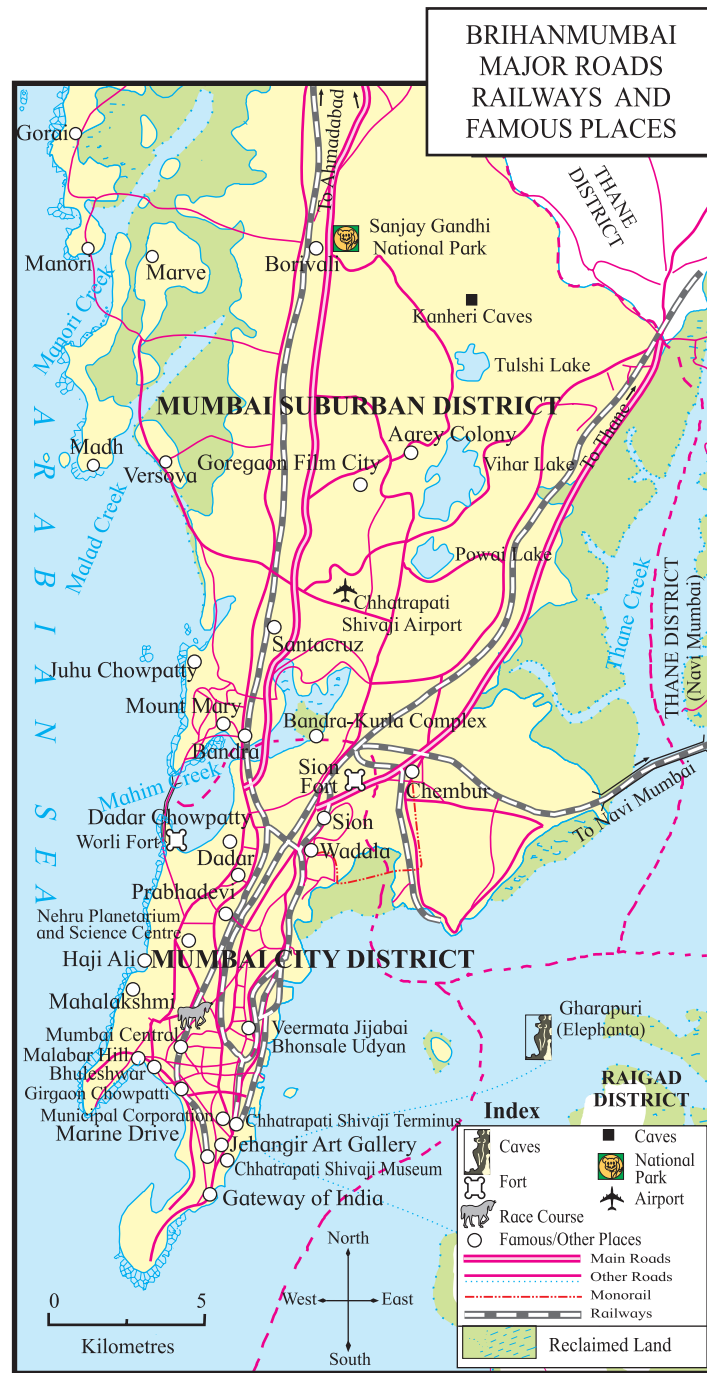 BRIHANMUMBAI
MAJOR ROADS
RAILWAYS AND
FAMOUS PLACES
To Ahmadabad
Gorai
THANE
DISTRICT
Sanjay Gandhi
National Park
Manori
Marve
Borivali
Manori Creek
Kanheri Caves
Tulshi Lake
MUMBAI SUBURBAN DISTRICT
To Thane
Madh
Versova
Aarey Colony
Goregaon Film City
Vihar Lake
Malad Creek
Powai Lake
ARABIAN SEA
Chhatrapati
Shivaji Airport
Thane Creek
THANE DISTRICT
(Navi Mumbai)
Santacruz
Juhu Chowpatty
Mount Mary
Bandra-Kurla Complex
Bandra
Mahim Creek
Sion
Fort
Chembur
To Navi Mumbai
Dadar Chowpatty
Sion
Worli Fort
Dadar
Wadala
Prabhadevi
Nehru Planetarium
and Science Centre
Haji Ali
MUMBAI CITY DISTRICT
Mahalakshmi
Gharapuri
(Elephanta)
Mumbai Central
Veermata Jijabai
Bhonsale Udyan
Malabar Hill
Bhuleshwar
Girgaon Chowpatti
RAIGAD
DISTRICT
Municipal Corporation
Chhatrapati Shivaji Terminus
Marine Drive
Jehangir Art Gallery
Chhatrapati Shivaji Museum
Gateway of India
Index
Caves
Caves
Fort
National
Park
Airport
Race Course
Famous/Other Places
Main Roads
Other Roads
Monorail
Railways
Reclaimed Land
North
West
East
South
0
5
Kilometres